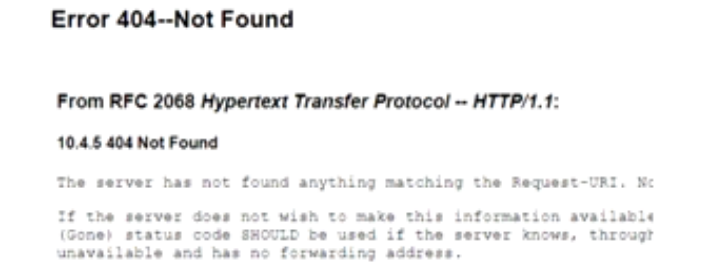 Error 404--Not Found
From RFC 2068 Hypertext Transfer Protocol -- HTTP/1.1:
10.4.5 404 Not Found
The server has not found anything matching the Request-URI. No
If the server does not wish to make this information available
(Gone) status code SHOULD be used if the server knows, through
unavailable and has no forwarding address.